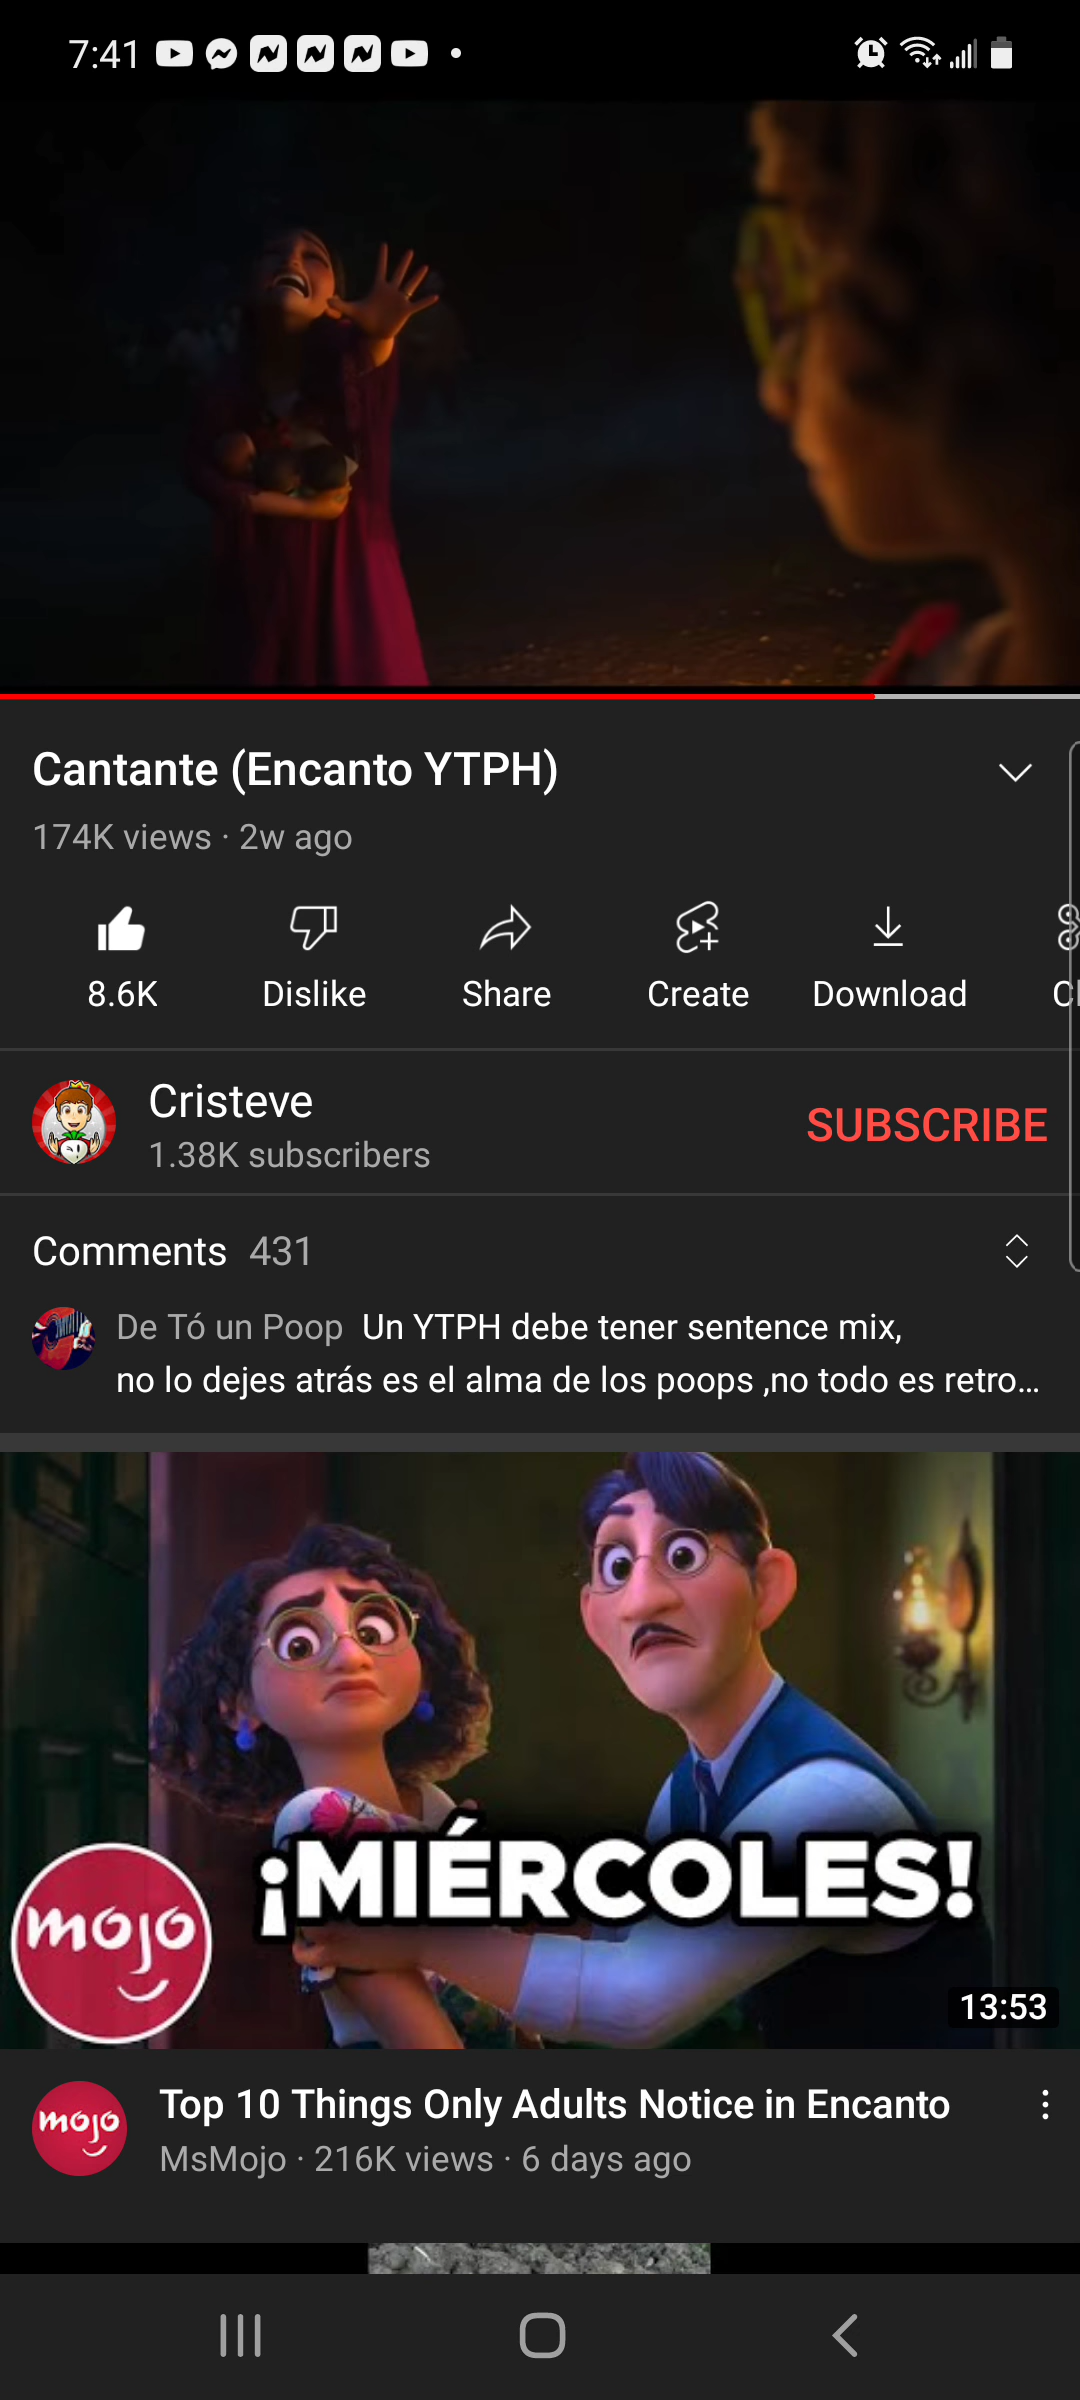 7:41
Cantante (Encanto YTPH)
174K views · 2w ago
8.6K
Dislike
Share
Create
Download
Cristeve
1.38K subscribers
SUBSCRIBE
Comments 431
De Tó un Poop Un YTPH debe tener sentence mix,
no lo dejes atrás es el alma de los poops ,no todo es retro...
¡MIÉRCOLES!
mojo
13:53
mojo
Top 10 Things Only Adults Notice in Encanto
MsMojo · 216K views · 6 days ago